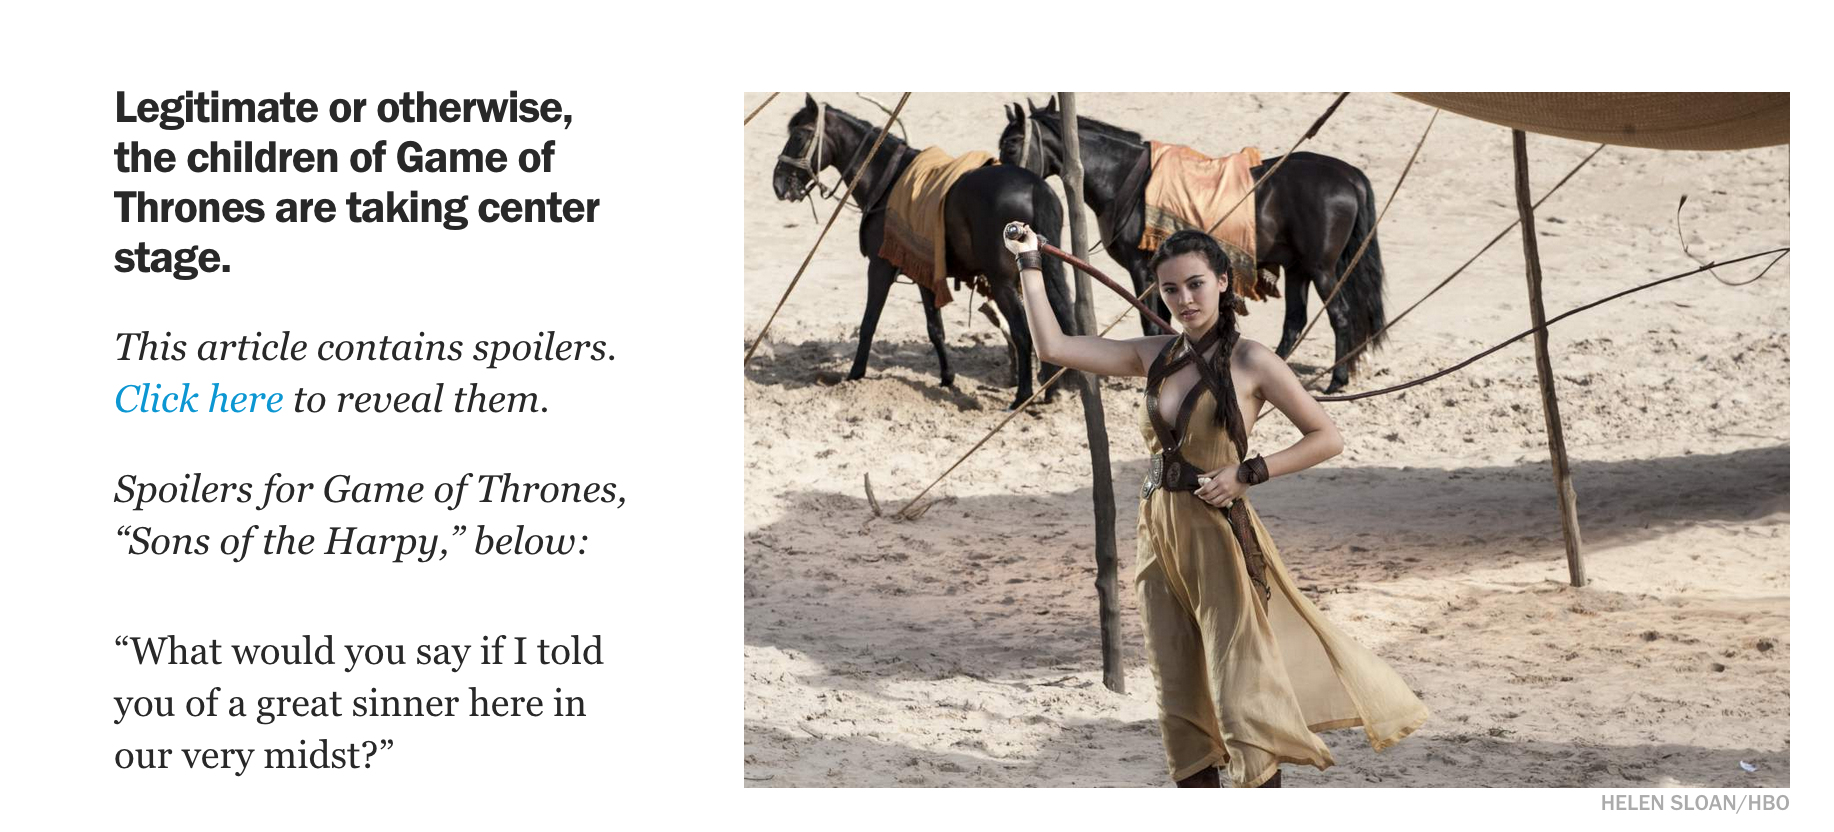 Legitimate or otherwise,
the children of Game of
Thrones are taking center
stage.
This article contains spoilers.
Click here to reveal them.
Spoilers for Game of Thrones,
“Sons of the Harpy,” below:
“What would you say if I told
you of a great sinner here in
our very midst?”
HELEN SLOAN/HBO